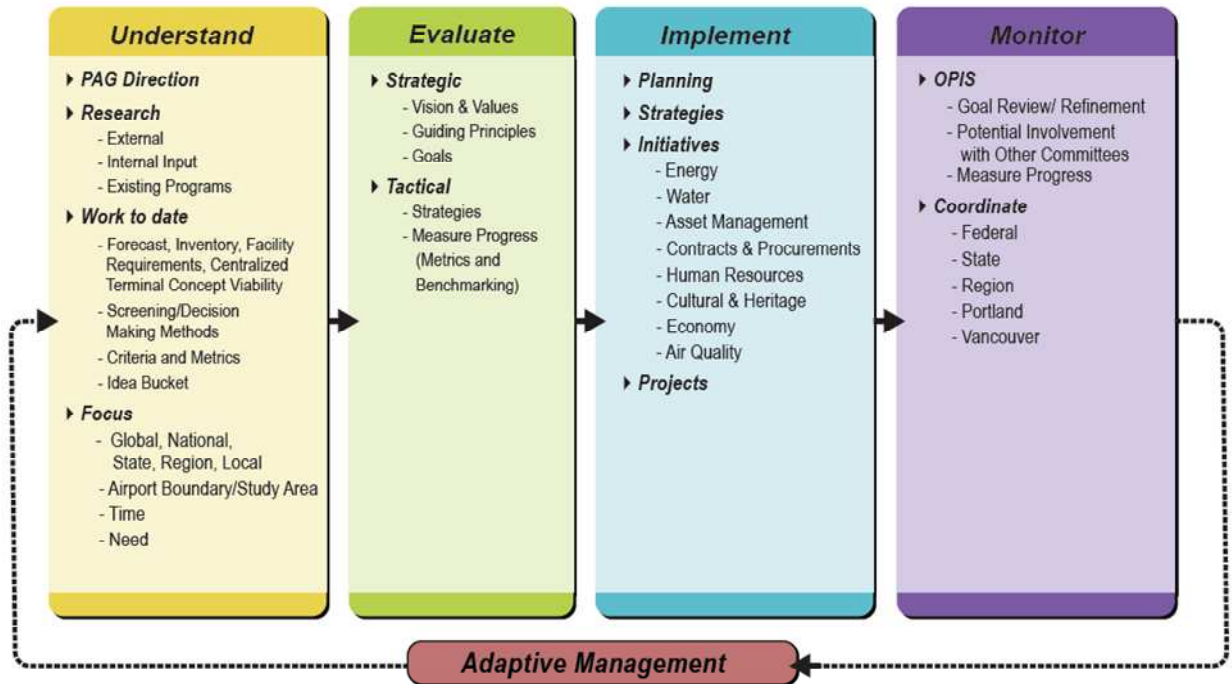 Understand
▸ PAG Direction
▸ Research
- External
- Internal Input
- Existing Programs
▸ Work to date
- Forecast, Inventory, Facility
Requirements, Centralized
Terminal Concept Viability
- Screening/Decision
Making Methods
- Criteria and Metrics
- Idea Bucket
▸ Focus
- Global, National,
State, Region, Local
- Airport Boundary/Study Area
- Time
- Need
Evaluate
▸ Strategic
- Vision & Values
- Guiding Principles
- Goals
▸ Tactical
- Strategies
- Measure Progress
(Metrics and
Benchmarking)
Implement
▸ Planning
▸ Strategies
▸ Initiatives
- Energy
- Water
- Asset Management
- Contracts & Procurements
- Human Resources
- Cultural & Heritage
- Economy
- Air Quality
▸ Projects
Monitor
▸ OPIS
- Goal Review/ Refinement
- Potential Involvement
with Other Committees
- Measure Progress
▸ Coordinate
- Federal
- State
- Region
- Portland
- Vancouver
Adaptive Management